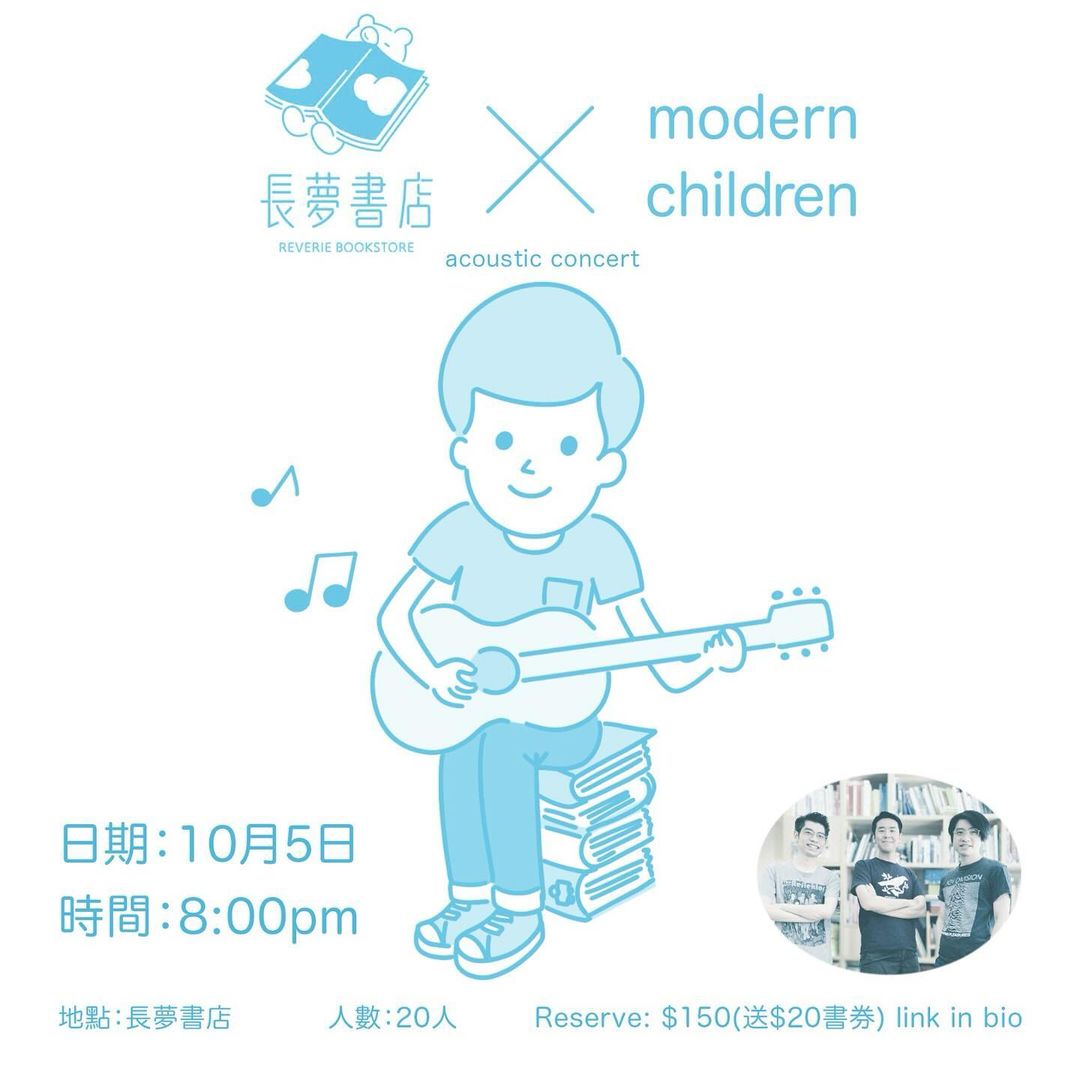 長夢書店
REVERIE BOOKSTORE
modern
children
acoustic concert
日期：10月5日
時間：8:00pm
JOY DIVISION
地點：長夢書店
人數：20人
Reserve: $150(送$20書券) link in bio